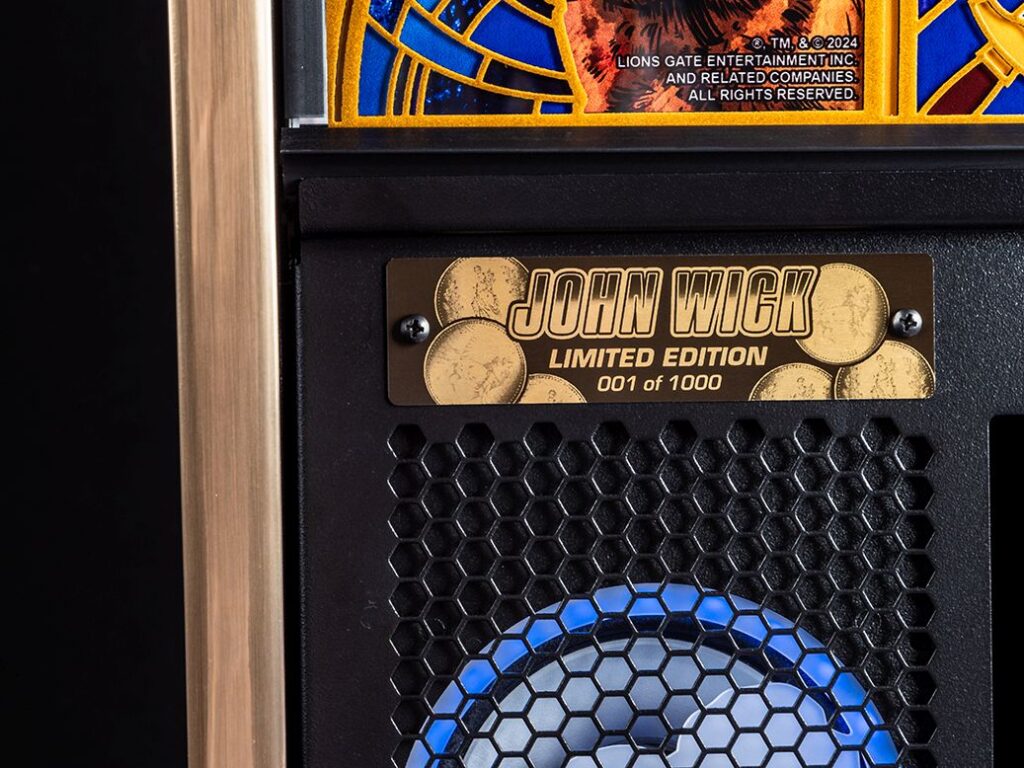 ®, TM, & © 2024
LIONS GATE ENTERTAINMENT INC.
AND RELATED COMPANIES.
ALL RIGHTS RESERVED.
JOHN WICK
LIMITED EDITION
001 of 1000